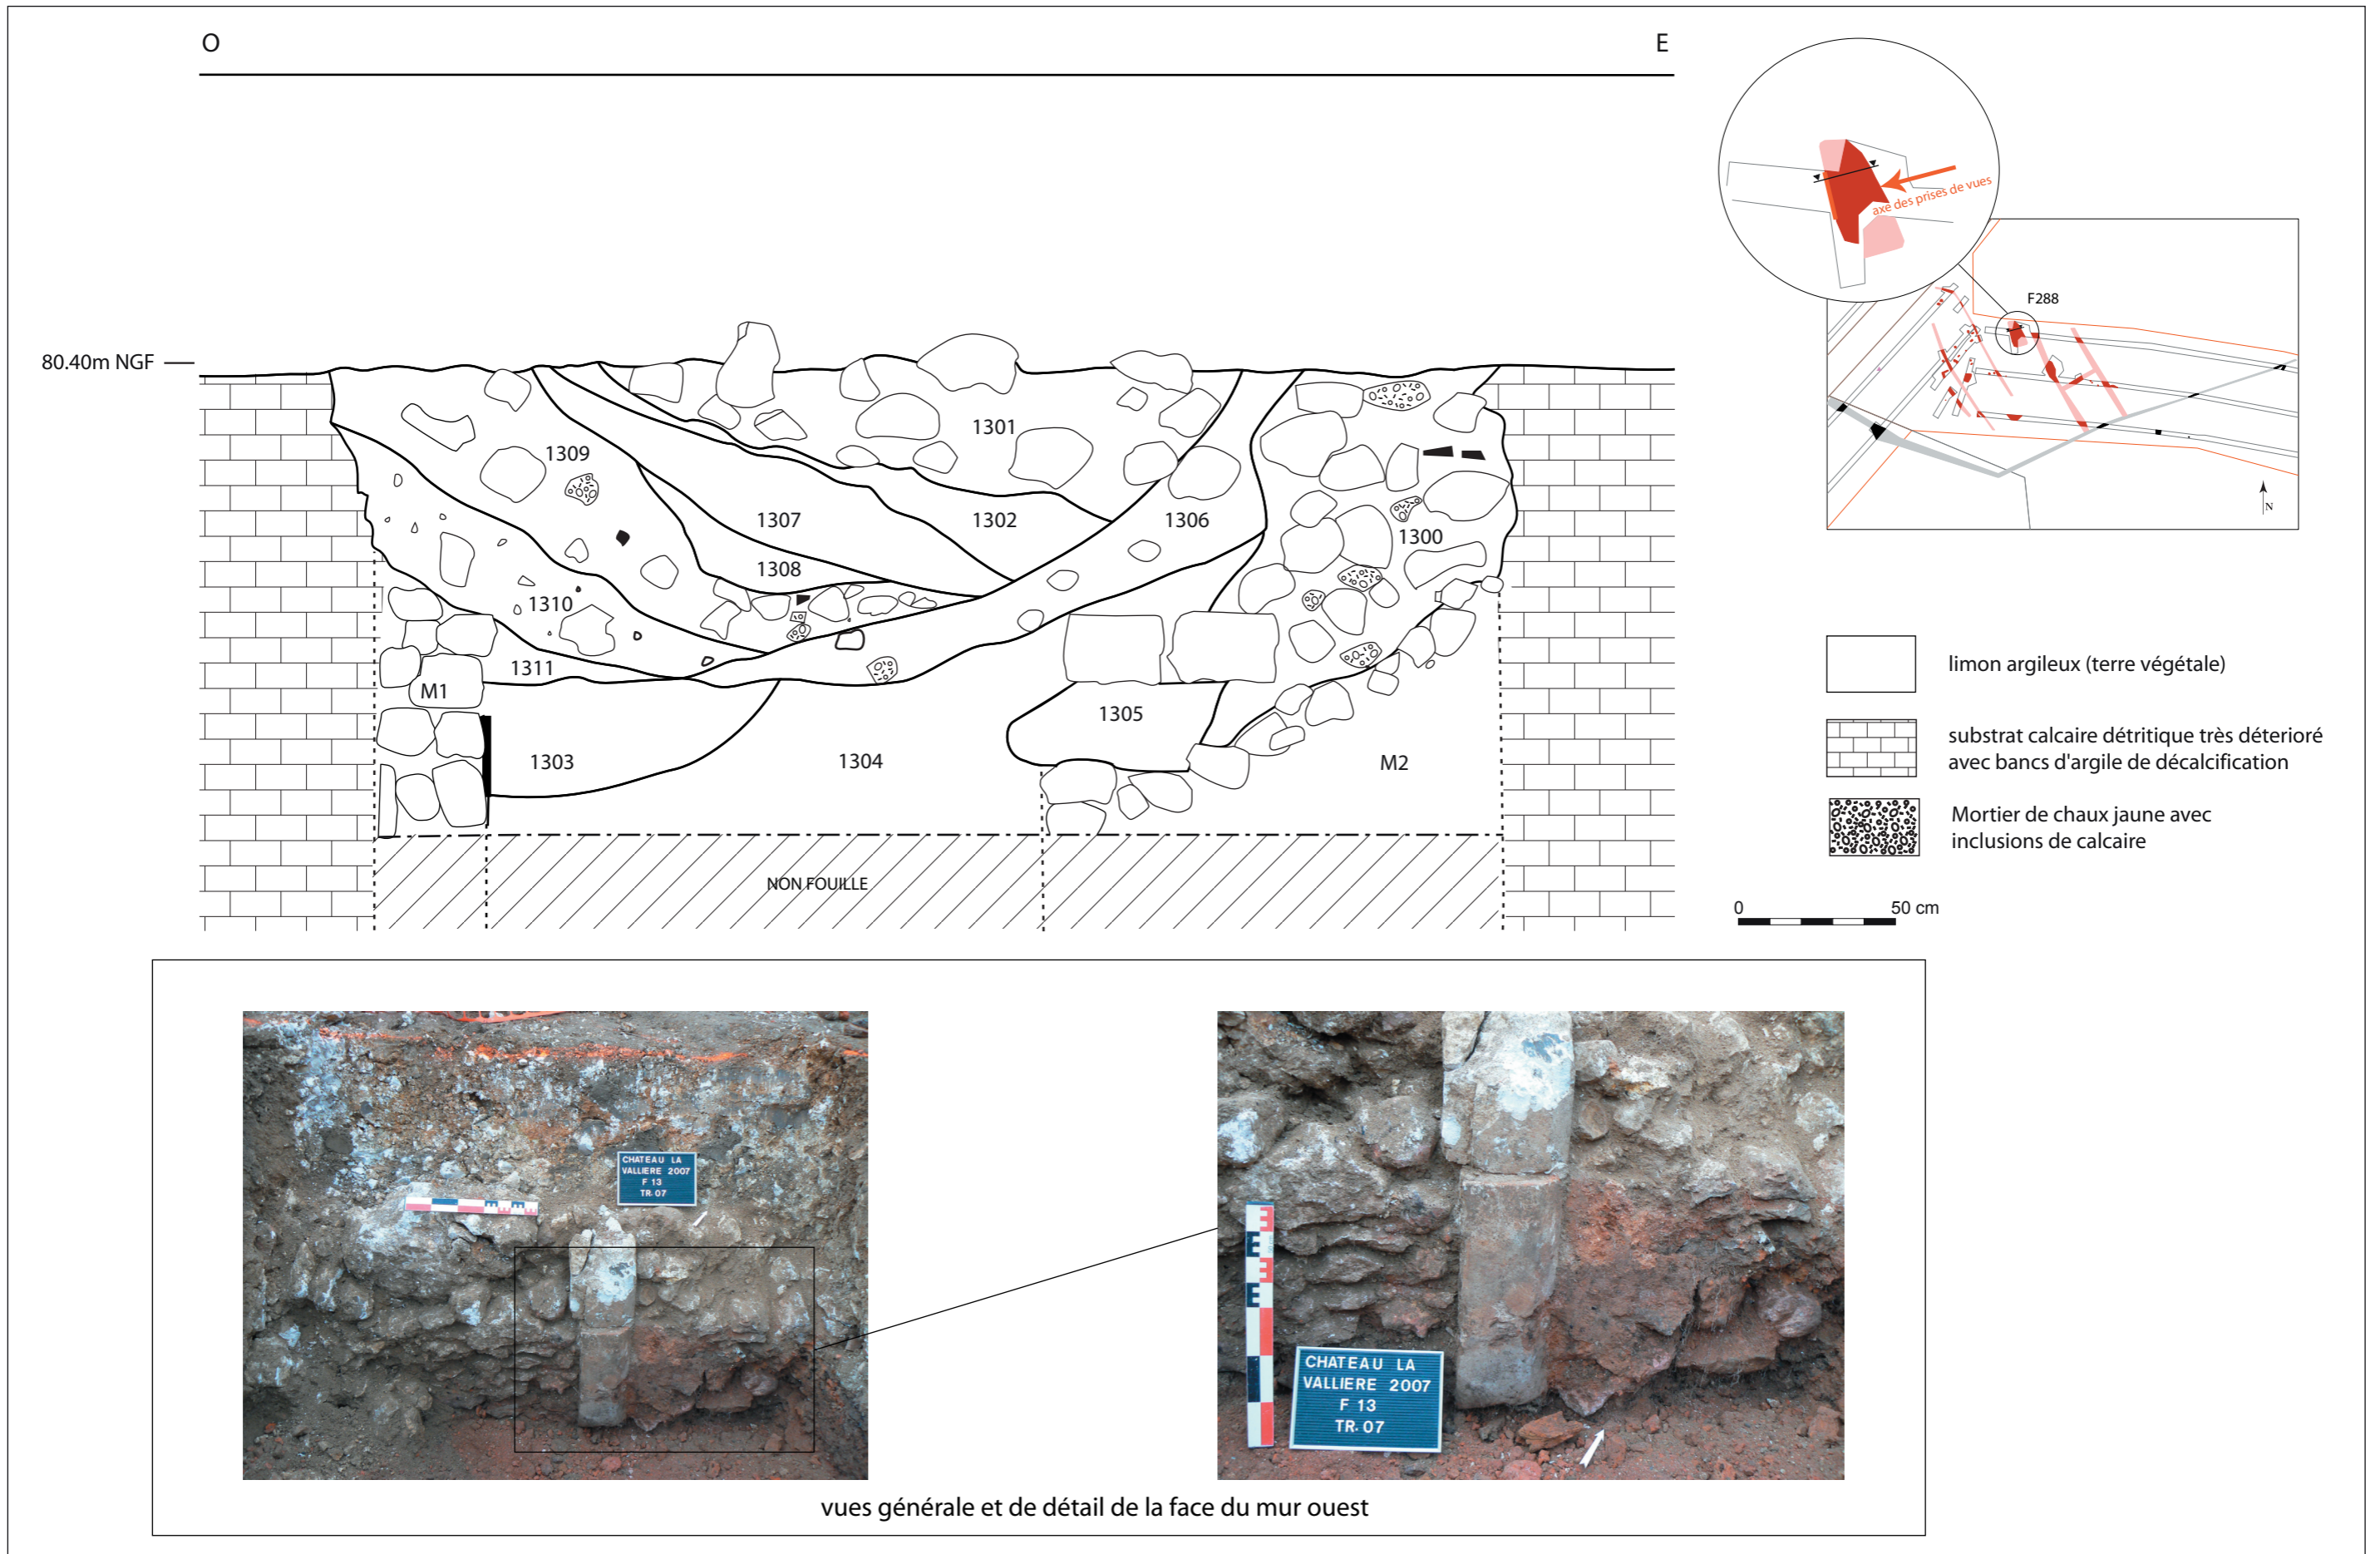 O
E
80.40m NGF
1301
1309
1307
1302
1306
1300
1308
1310
1311
M1
1305
1303
1304
M2
NON FOUILLE
axe des prises de vues
F288
N
limon argileux (terre végétale)
substrat calcaire détritique très déterioré
avec bancs d'argile de décalcification
Mortier de chaux jaune avec
inclusions de calcaire
0
50 cm
CHATEAU LA
VALLIERE 2007
F 13
TR. 07
CHATEAU LA
VALLIERE 2007
F 13
TR. 07
vues générale et de détail de la face du mur ouest